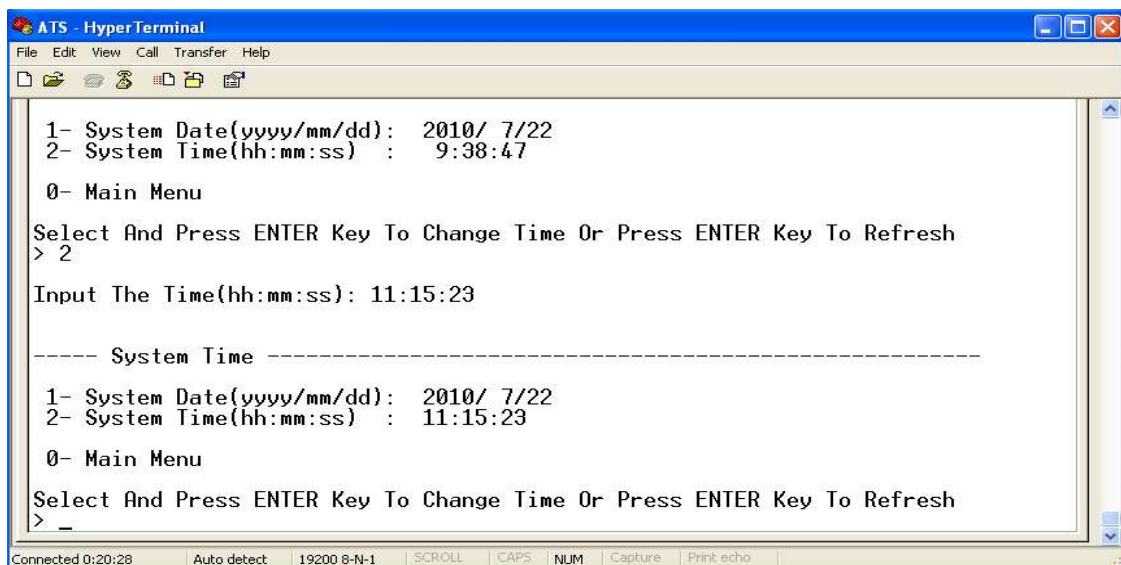 ATS - HyperTerminal
File Edit View Call Transfer Help
1- System Date(yyyy/mm/dd): 2010/ 7/22
2- System Time(hh:mm:ss) : 9:38:47
0- Main Menu
Select And Press ENTER Key To Change Time Or Press ENTER Key To Refresh
> 2
Input The Time(hh:mm:ss): 11:15:23
----- System Time -------------------------------------------------------
1- System Date(yyyy/mm/dd): 2010/ 7/22
2- System Time(hh:mm:ss) : 11:15:23
0- Main Menu
Select And Press ENTER Key To Change Time Or Press ENTER Key To Refresh
> _
Connected 0:20:28 Auto detect 19200 8-N-1 SCROLL CAPS NUM Capture Print echo